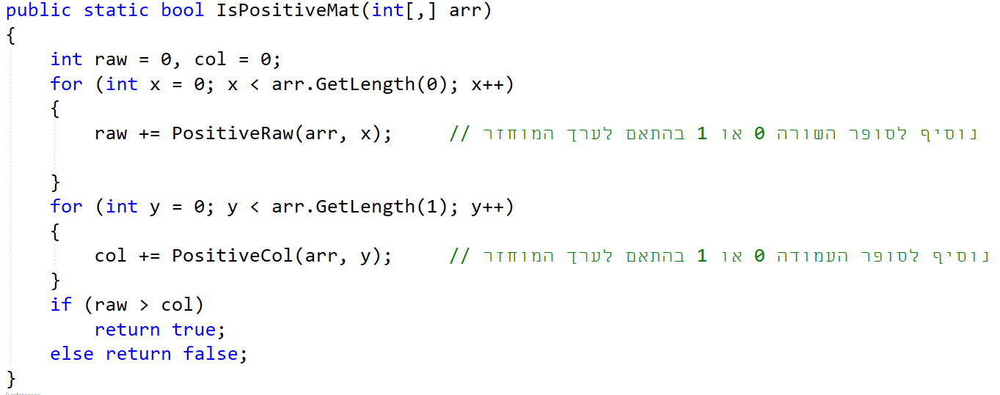 public static bool IsPositiveMat(int[,] arr)
{
int raw = 0, col = 0;
for (int x = 0; x < arr.GetLength(0); x++)
{
raw += PositiveRaw(arr, x); // נוסיף לסופר השורה 0 או 1 בהתאם לערך המוחזר
}
for (int y = 0; y < arr.GetLength(1); y++)
{
col += PositiveCol(arr, y); // נוסיף לסופר העמודה 0 או 1 בהתאם לערך המוחזר
}
if (raw > col)
return true;
else return false;
}